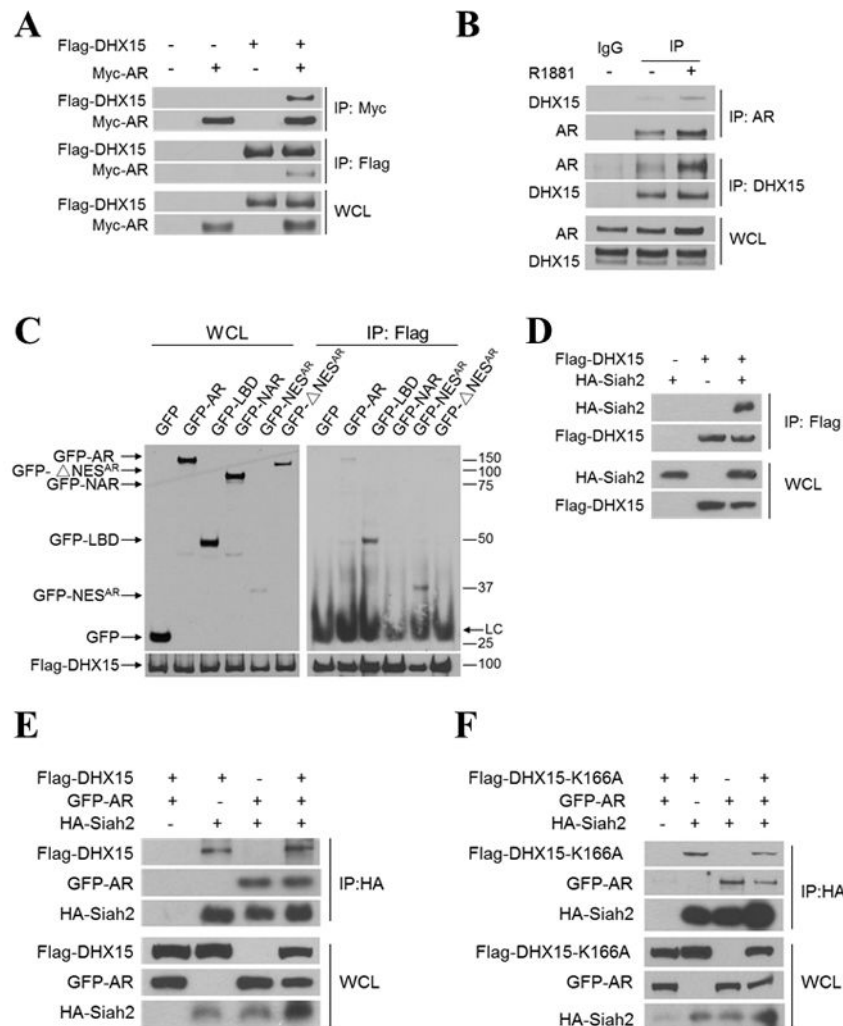 A
Flag-DHX15 - - + +
Myc-AR - + - +
Flag-DHX15
Myc-AR
IP: Myc
Flag-DHX15
Myc-AR
IP: Flag
Flag-DHX15
Myc-AR
WCL
B
IgG IP
R1881 - - +
DHX15
AR
IP: AR
AR
DHX15
IP: DHX15
AR
DHX15
WCL
C
WCL
IP: Flag
GFP
GFP-AR
GFP-LBD
GFP-NAR
GFP-NES^AR
GFP-△NES^AR
GFP
GFP-AR
GFP-LBD
GFP-NAR
GFP-NES^AR
GFP-△NES^AR
GFP-AR
GFP- △NES^AR
GFP-NAR
GFP-LBD
GFP-NES^AR
GFP
Flag-DHX15
150
100
75
50
37
LC
25
100
D
Flag-DHX15 - + +
HA-Siah2 + - +
HA-Siah2
Flag-DHX15
IP: Flag
HA-Siah2
Flag-DHX15
WCL
E
Flag-DHX15 + + - +
GFP-AR + - + +
HA-Siah2 - + + +
Flag-DHX15
GFP-AR
HA-Siah2
IP:HA
Flag-DHX15
GFP-AR
HA-Siah2
WCL
F
Flag-DHX15-K166A + + - +
GFP-AR + - + +
HA-Siah2 - + + +
Flag-DHX15-K166A
GFP-AR
HA-Siah2
IP:HA
Flag-DHX15-K166A
GFP-AR
HA-Siah2
WCL